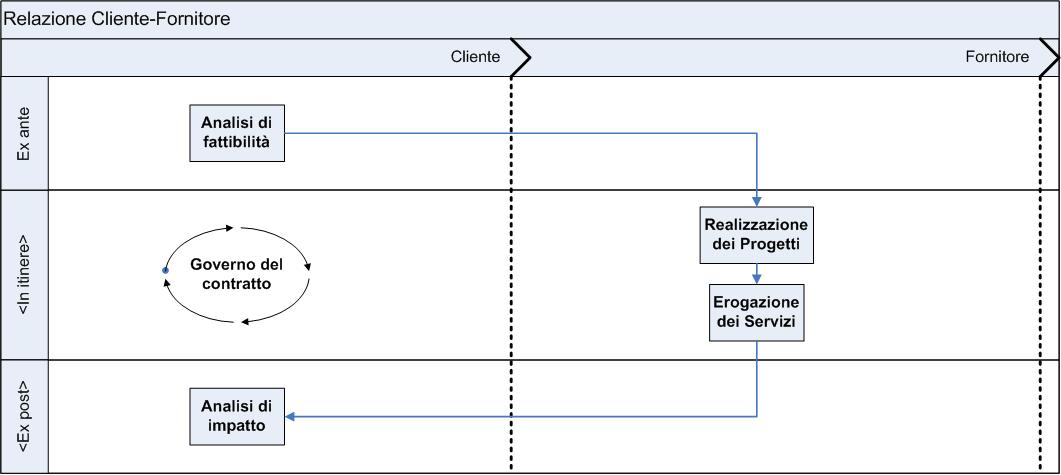 Relazione Cliente-Fornitore
Cliente
Fornitore
Ex ante
Analisi di
fattibilità
<In itinere>
Governo del
contratto
Realizzazione
dei Progetti
Erogazione
dei Servizi
<Ex post>
Analisi di
impatto